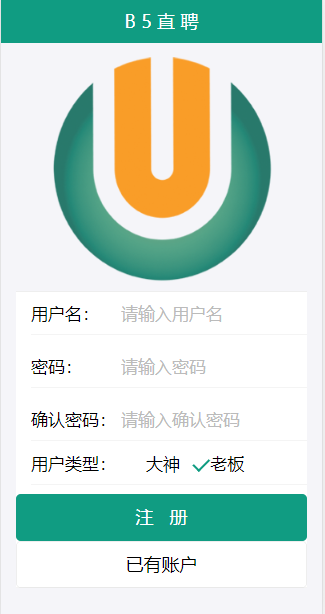 B5直聘
用户名： 请输入用户名
密码： 请输入密码
确认密码： 请输入确认密码
用户类型： 大神 老板
注 册
已有账户